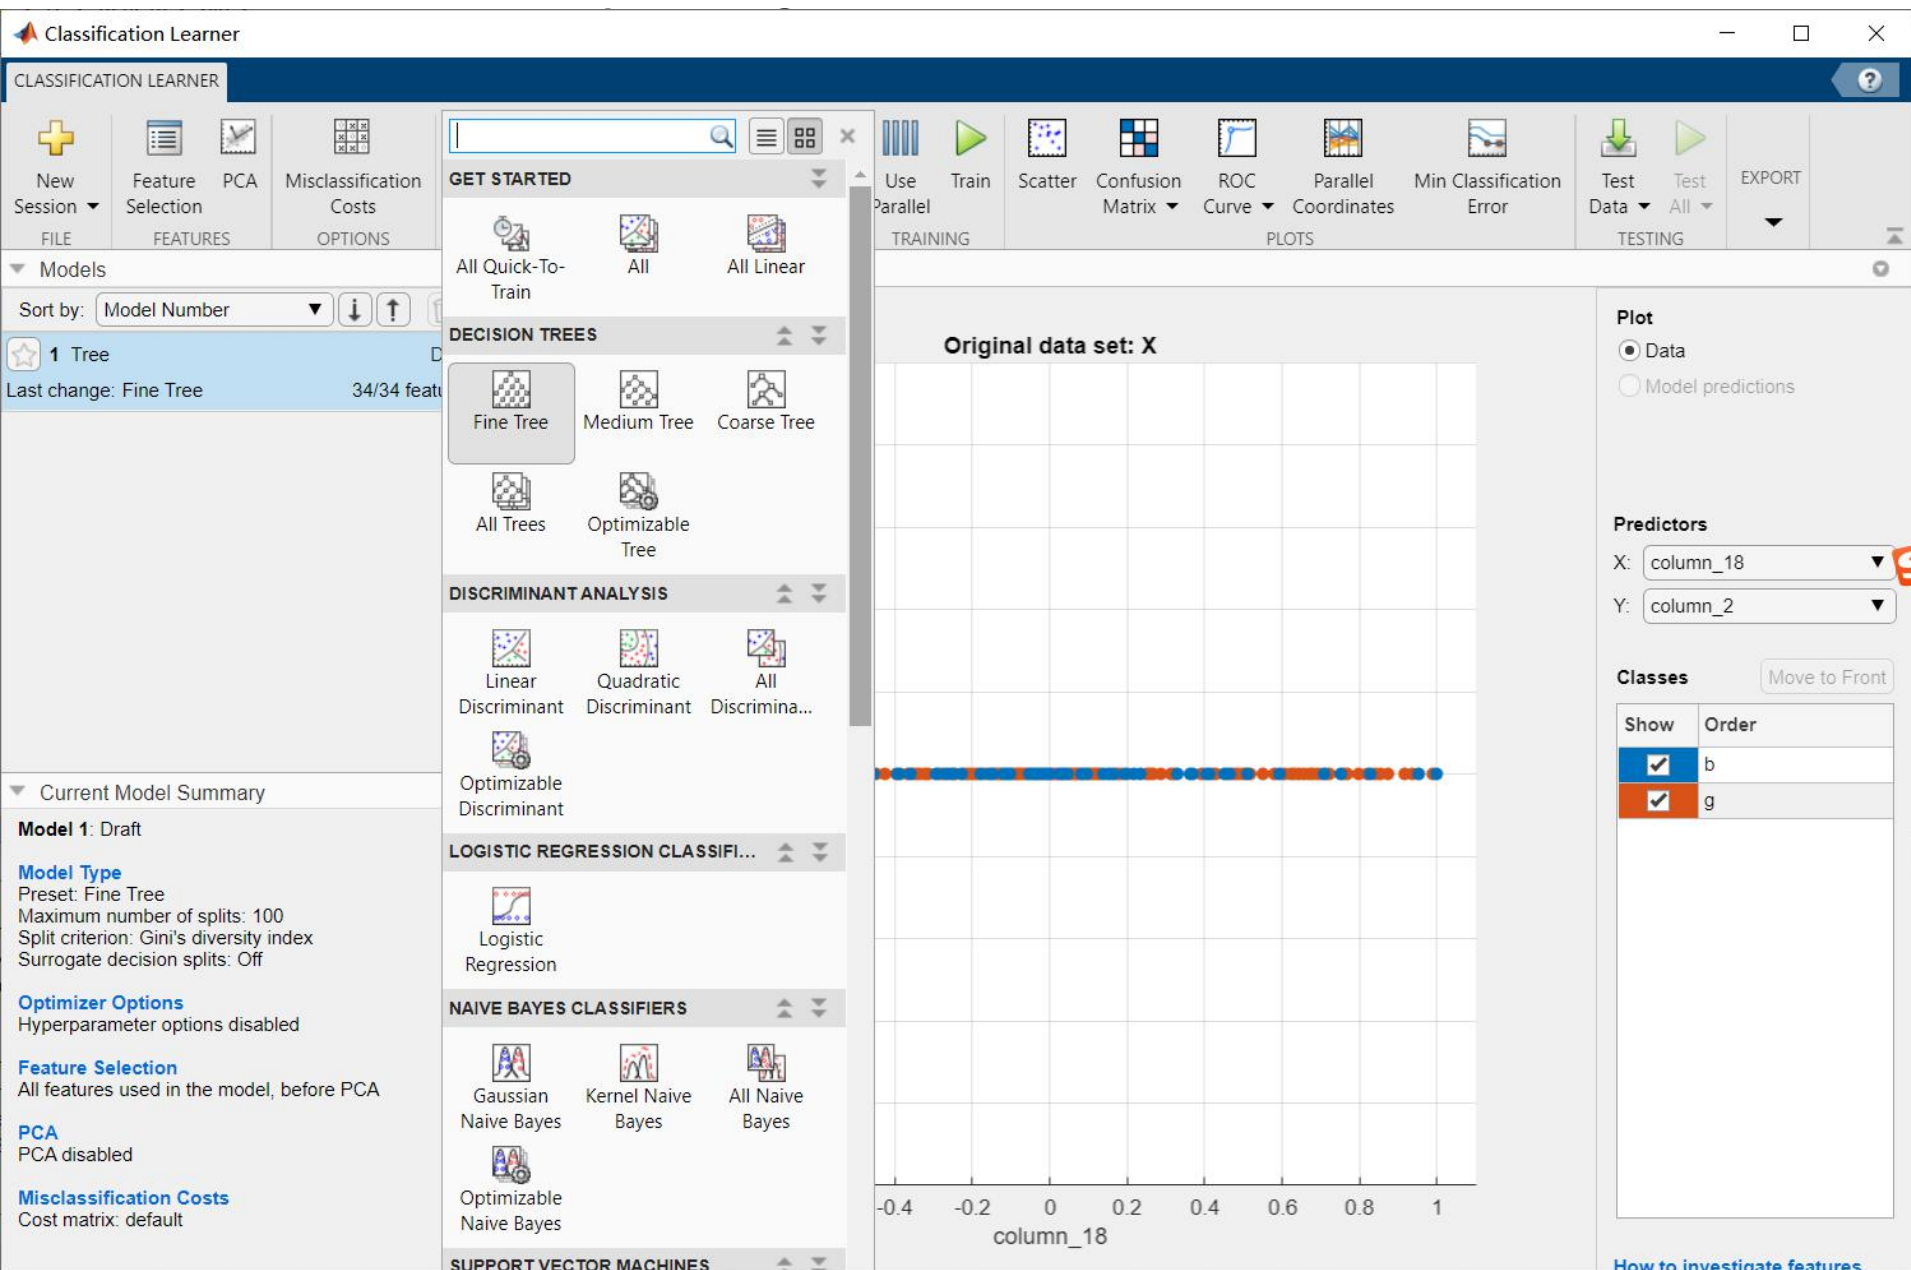 Classification Learner
CLASSIFICATION LEARNER
?
New
Session
FILE
Feature
Selection
PCA
FEATURES
Misclassification
Costs
OPTIONS
Use
Parallel
Train
TRAINING
Scatter
Confusion
Matrix
ROC
Curve
Parallel
Coordinates
Min Classification
Error
PLOTS
Test
Data
Test
All
TESTING
EXPORT
Models
Sort by:
Model Number
1 Tree
Last change: Fine Tree
34/34
GET STARTED
All Quick-To-
Train
All
All Linear
DECISION TREES
Fine Tree
Medium Tree
Coarse Tree
All Trees
Optimizable
Tree
DISCRIMINANT ANALYSIS
Linear
Discriminant
Quadratic
Discriminant
All
Discrimina...
Optimizable
Discriminant
LOGISTIC REGRESSION CLASSIFI...
Logistic
Regression
NAIVE BAYES CLASSIFIERS
Gaussian
Naive Bayes
Kernel Naive
Bayes
All Naive
Bayes
Optimizable
Naive Bayes
SUPPORT VECTOR MACHINES
Current Model Summary
Model 1: Draft
Model Type
Preset: Fine Tree
Maximum number of splits: 100
Split criterion: Gini's diversity index
Surrogate decision splits: Off
Optimizer Options
Hyperparameter options disabled
Feature Selection
All features used in the model, before PCA
PCA
PCA disabled
Misclassification Costs
Cost matrix: default
Original data set: X
-0.4 -0.2 0 0.2 0.4 0.6 0.8 1
column_18
Plot
Data
Model predictions
Predictors
X: column_18
Y: column_2
Classes
Move to Front
Show Order
b
g
How to investigate features